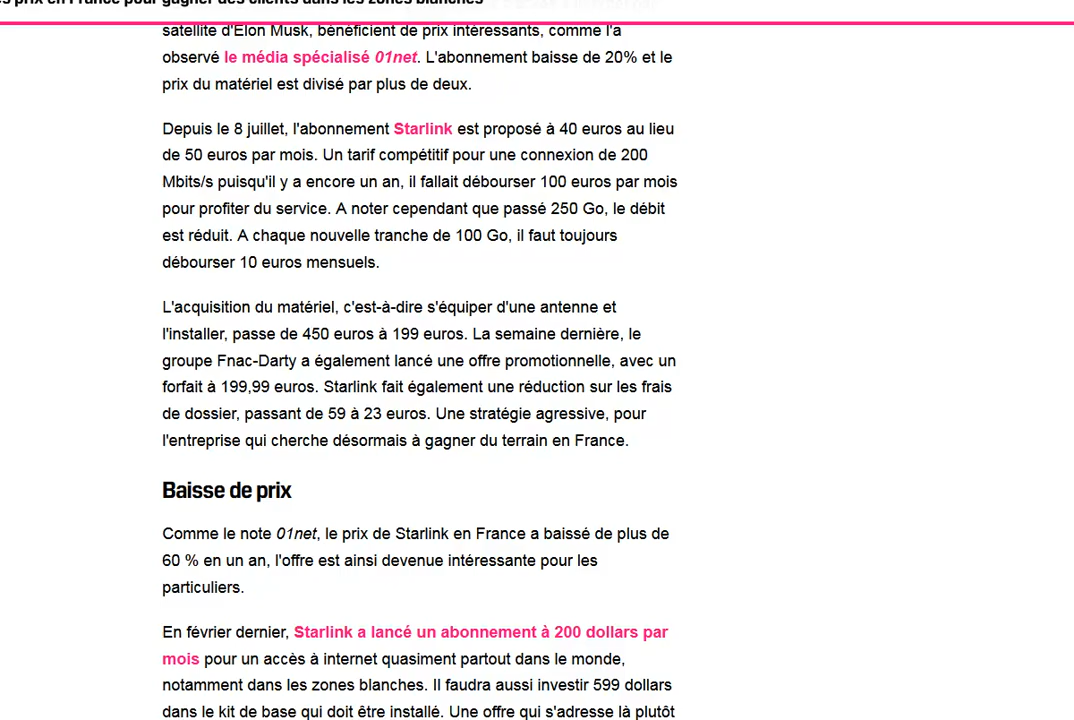 prix en France pour gagner des clients dans les zones blanches
satellite d'Elon Musk, bénéficient de prix intéressants, comme l'a
observé le média spécialisé 01net. L'abonnement baisse de 20% et le
prix du matériel est divisé par plus de deux.
Depuis le 8 juillet, l'abonnement Starlink est proposé à 40 euros au lieu
de 50 euros par mois. Un tarif compétitif pour une connexion de 200
Mbits/s puisqu'il y a encore un an, il fallait débourser 100 euros par mois
pour profiter du service. A noter cependant que passé 250 Go, le débit
est réduit. A chaque nouvelle tranche de 100 Go, il faut toujours
débourser 10 euros mensuels.
L'acquisition du matériel, c'est-à-dire s'équiper d'une antenne et
l'installer, passe de 450 euros à 199 euros. La semaine dernière, le
groupe Fnac-Darty a également lancé une offre promotionnelle, avec un
forfait à 199,99 euros. Starlink fait également une réduction sur les frais
de dossier, passant de 59 à 23 euros. Une stratégie agressive, pour
l'entreprise qui cherche désormais à gagner du terrain en France.
Baisse de prix
Comme le note 01net, le prix de Starlink en France a baissé de plus de
60 % en un an, l'offre est ainsi devenue intéressante pour les
particuliers.
En février dernier, Starlink a lancé un abonnement à 200 dollars par
mois pour un accès à internet quasiment partout dans le monde,
notamment dans les zones blanches. Il faudra aussi investir 599 dollars
dans le kit de base qui doit être installé. Une offre qui s'adresse là plutôt